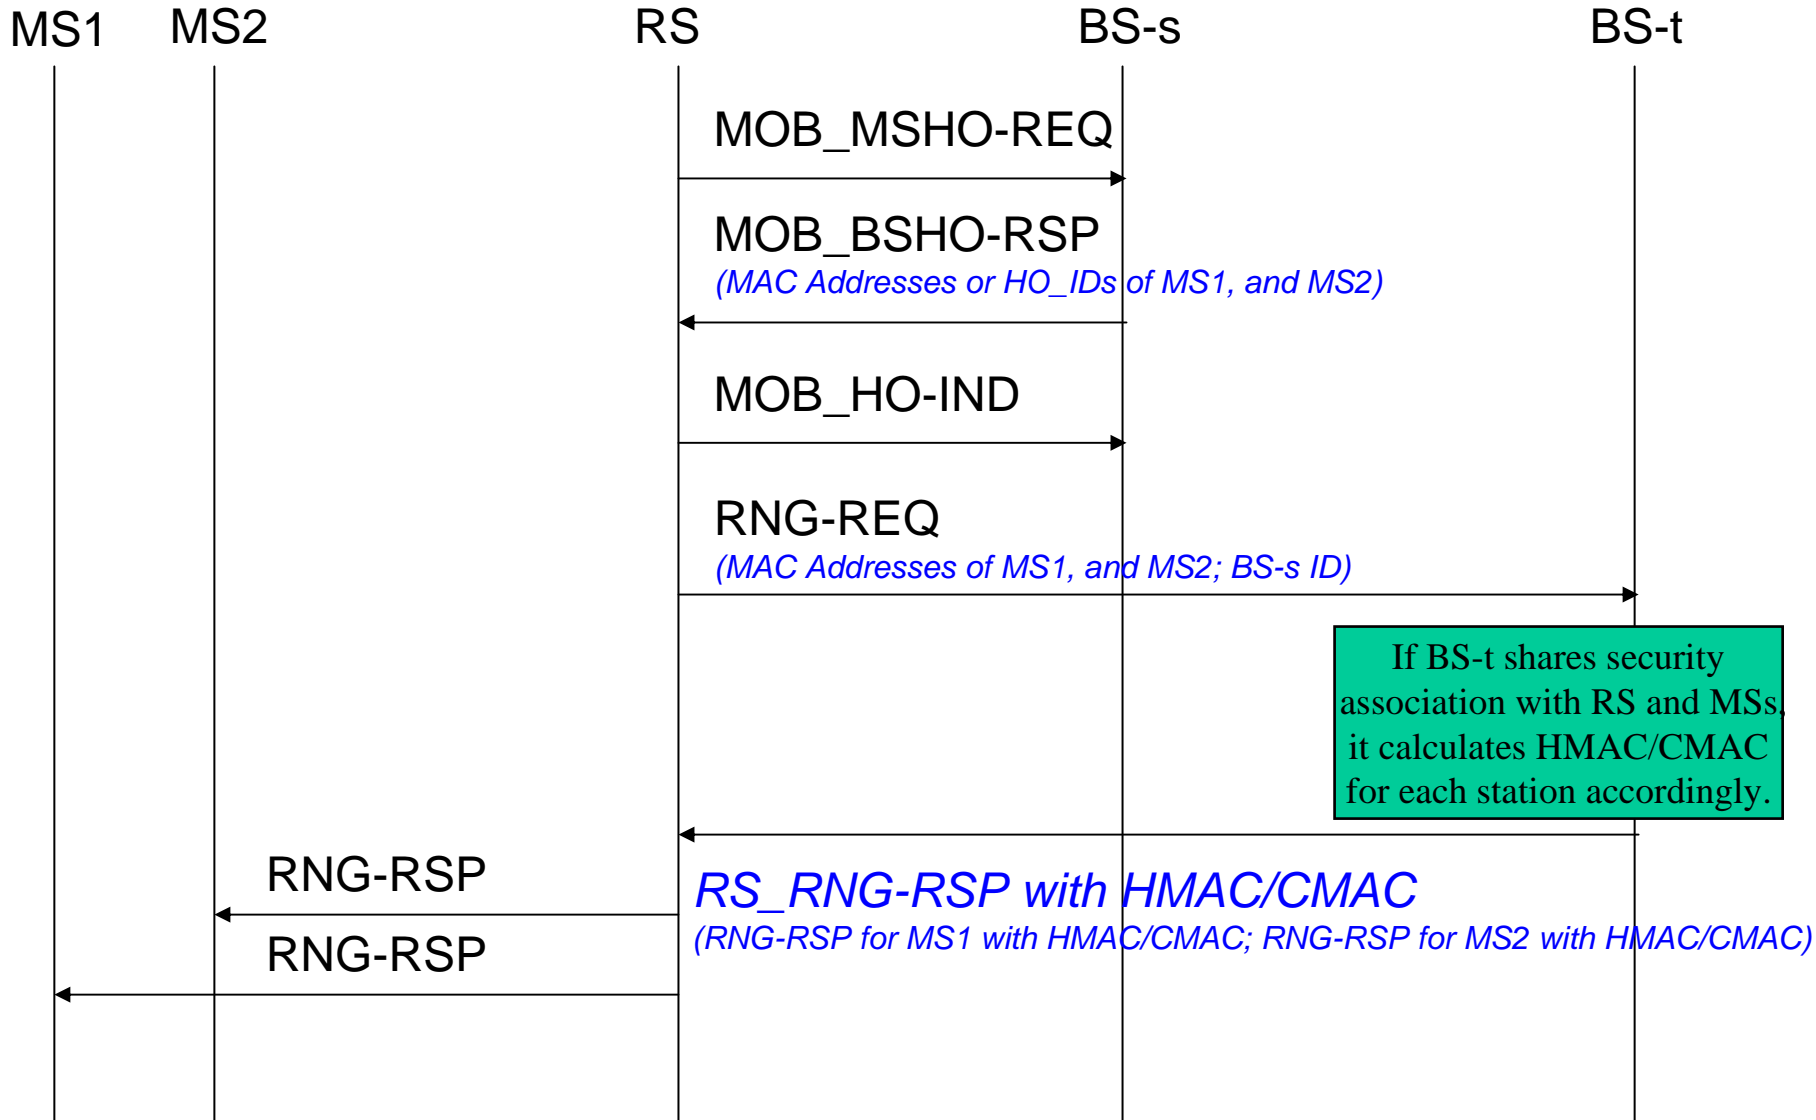 MS1 MS2 RS BS-s BS-t
MOB_MSHO-REQ
MOB_BSHO-RSP
(MAC Addresses or HO_IDs of MS1, and MS2)
MOB_HO-IND
RNG-REQ
(MAC Addresses of MS1, and MS2; BS-s ID)
If BS-t shares security
association with RS and MSs,
it calculates HMAC/CMAC
for each station accordingly.
RNG-RSP
RS_RNG-RSP with HMAC/CMAC
(RNG-RSP for MS1 with HMAC/CMAC; RNG-RSP for MS2 with HMAC/CMAC)
RNG-RSP